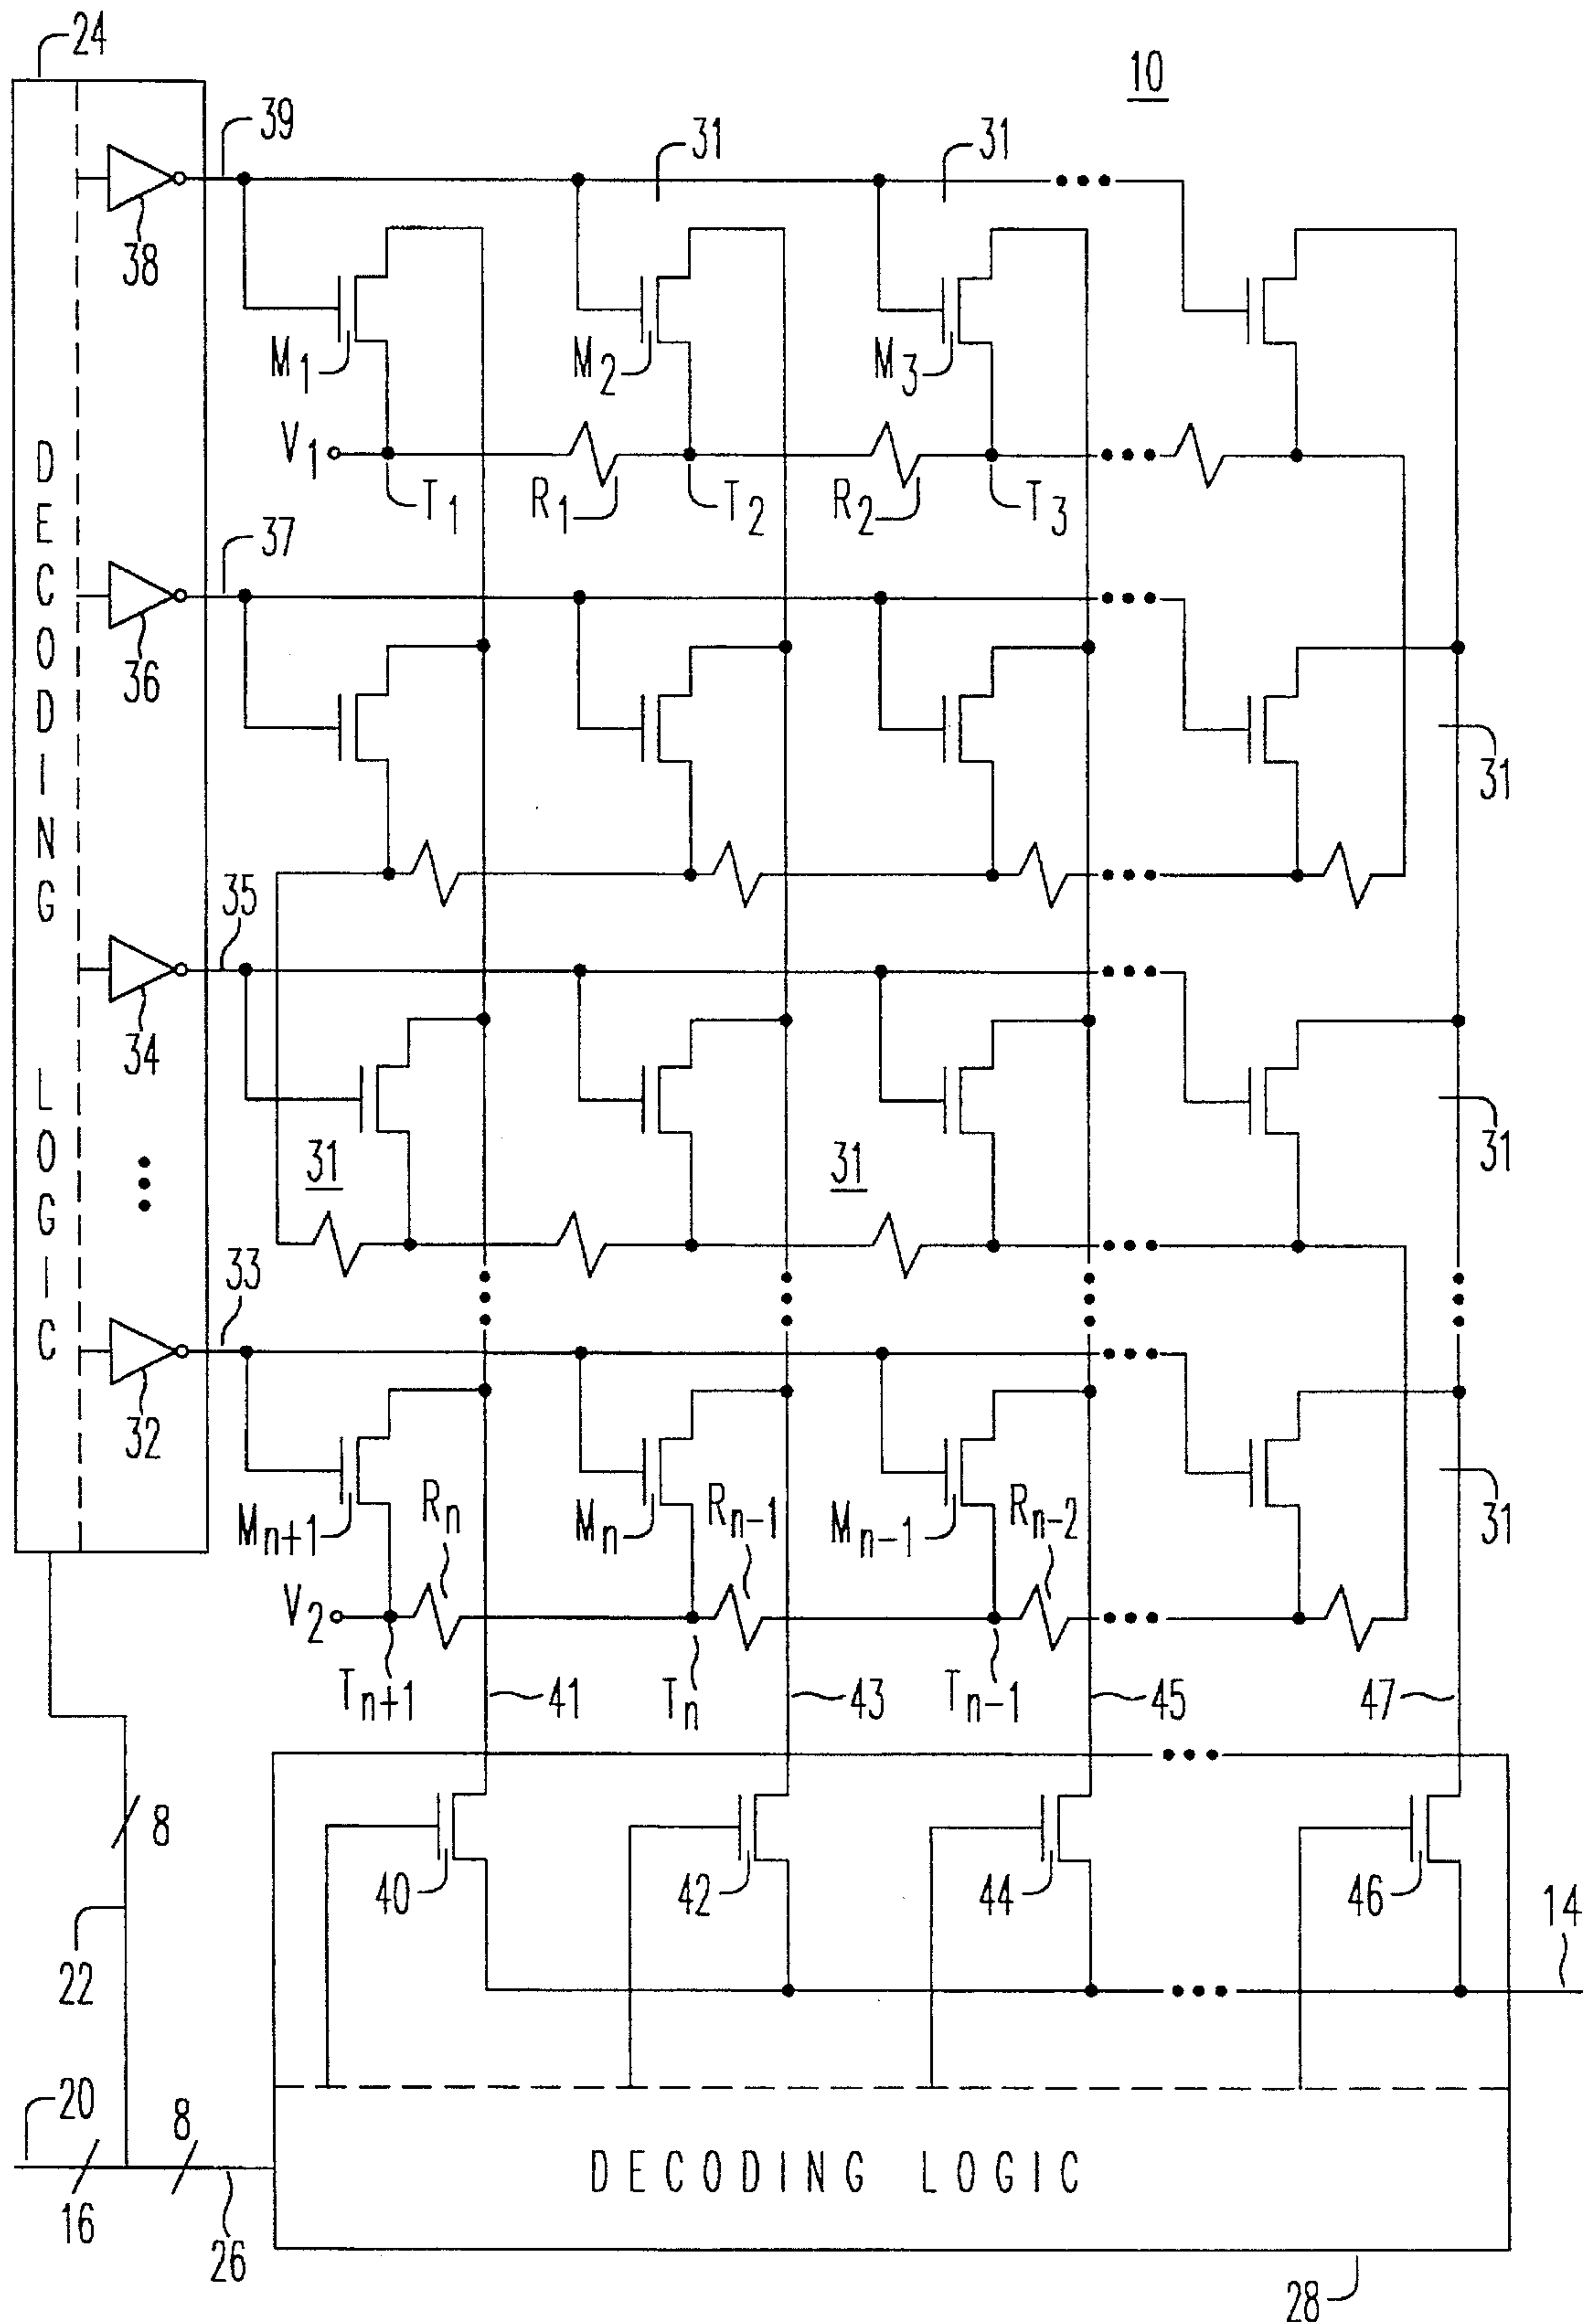 24
10
39
31
31
38
M1
M2
M3
V1
T1
R1
T2
R2
T3
DECODING LOGIC
37
36
31
35
34
31
31
31
33
32
Mn+1
Rn
Mn
Rn-1
Mn-1
Rn-2
31
V2
Tn+1
41
Tn
43
Tn-1
45
47
8
40
42
44
46
14
22
20
8
16
26
DECODING LOGIC
28